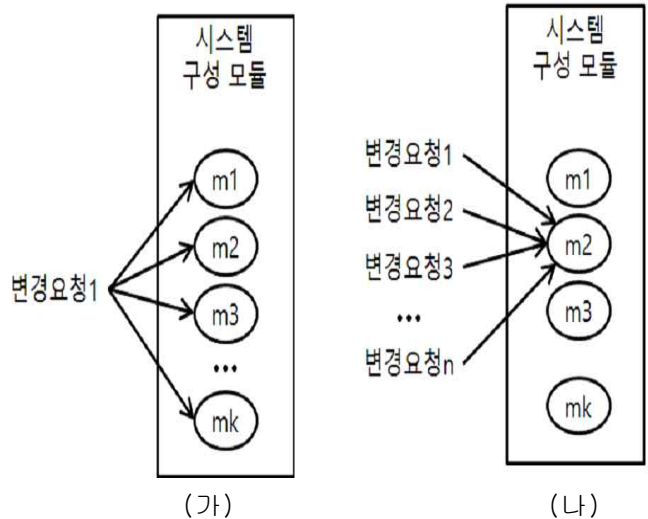 시스템
구성 모듈
m1
m2
변경요청1
m3
...
mk
(가)
시스템
구성 모듈
변경요청1
m1
변경요청2
m2
변경요청3
m3
...
변경요청n
mk
(나)